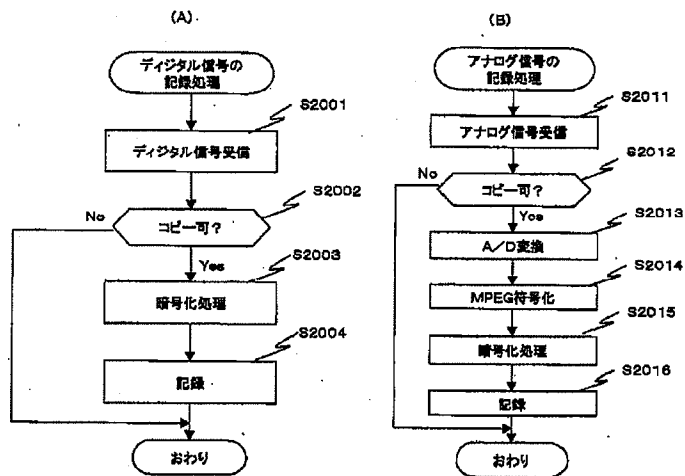 (A)
ディジタル信号の
記録処理
S2001
ディジタル信号受信
S2002
No
コピー可?
Yes
S2003
暗号化処理
S2004
記録
おわり
(B)
アナログ信号の
記録処理
S2011
アナログ信号受信
S2012
No
コピー可?
Yes
S2013
A/D変換
S2014
MPEG符号化
S2015
暗号化処理
S2016
記録
おわり